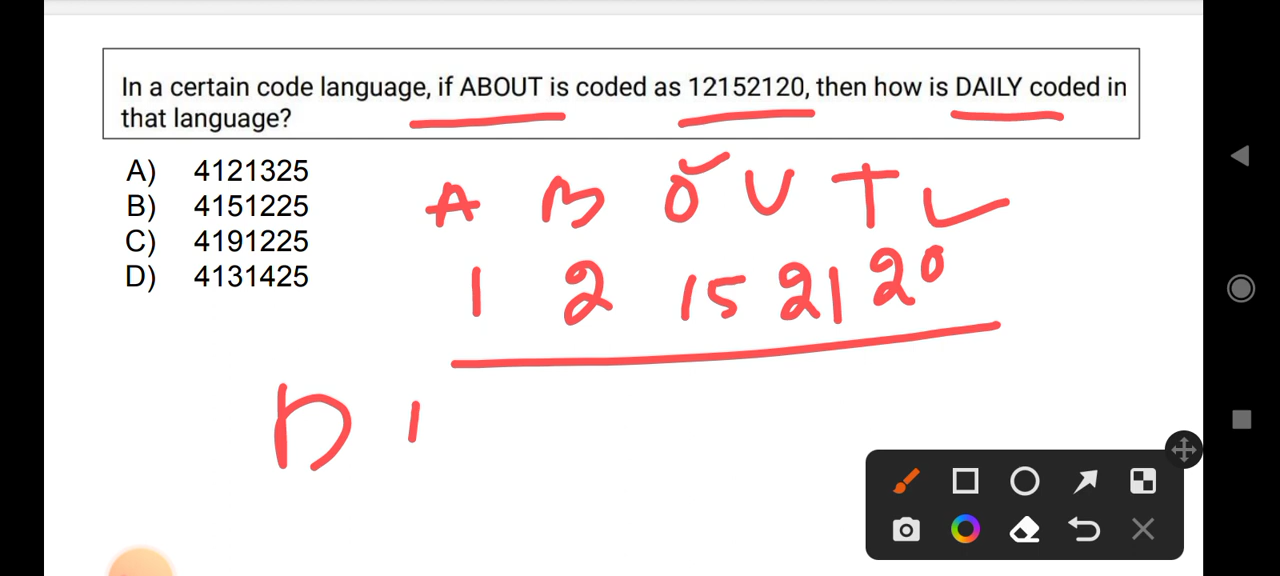 In a certain code language, if ABOUT is coded as 12152120, then how is DAILY coded in
that language?
A) 4121325
B) 4151225
C) 4191225
D) 4131425
A B O U T
1 2 15 21 20
D